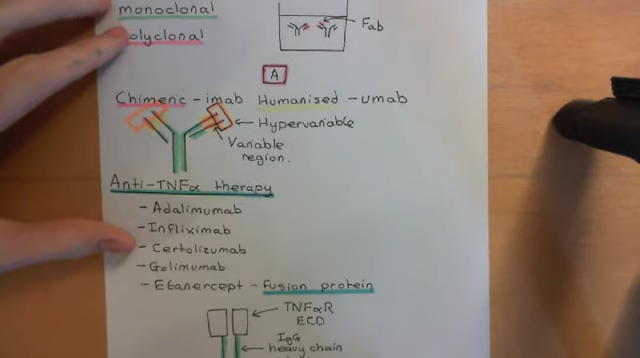 monoclonal
polyclonal
Fab
A
Chimeric -imab Humanised -umab
Hypervariable
Variable
region.
Anti-TNFα therapy
- Adalimumab
- Infliximab
- Certolizumab
- Golimumab
- Etanercept - fusion protein
TNFαR
ECD
IgG
heavy chain